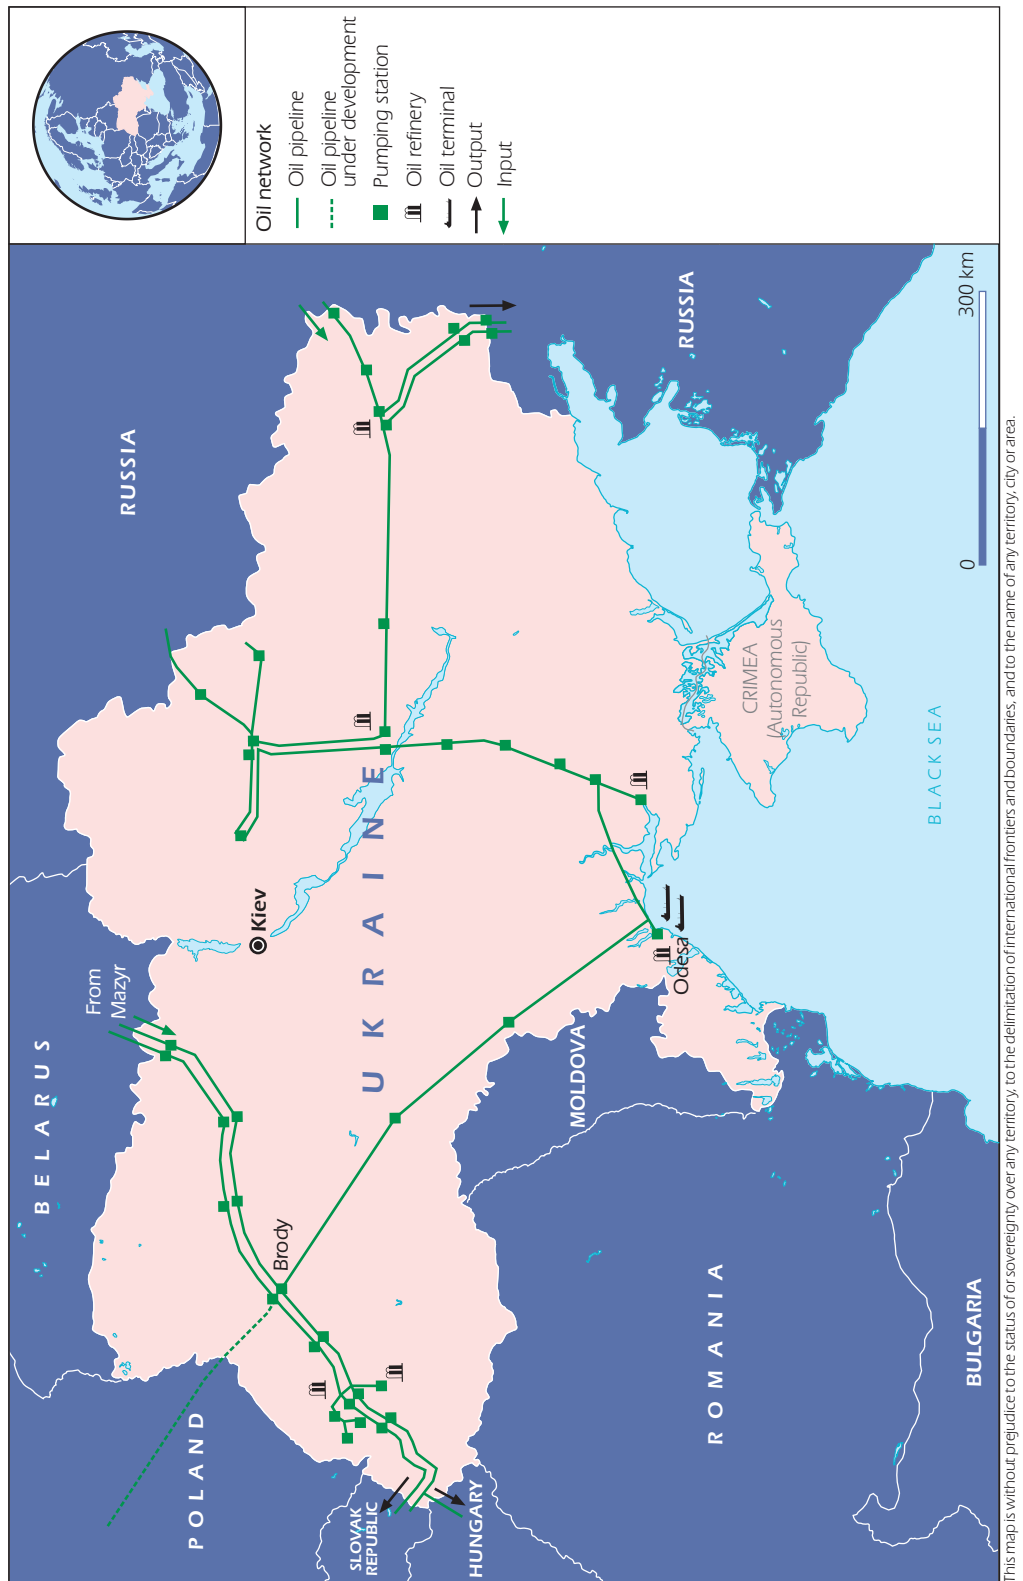 Oil network
Oil pipeline
Oil pipeline
under development
Pumping station
Oil refinery
Oil terminal
Output
Input
RUSSIA
BELARUS
From
Mazyr
Kiev
UKRAINE
POLAND
Brody
SLOVAK
REPUBLIC
HUNGARY
MOLDOVA
Odesa
ROMANIA
BULGARIA
CRIMEA
(Autonomous
Republic)
RUSSIA
BLACK SEA
0
300 km
This map is without prejudice to the status of or sovereignty over any territory, to the delimitation of international frontiers and boundaries, and to the name of any territory, city or area.